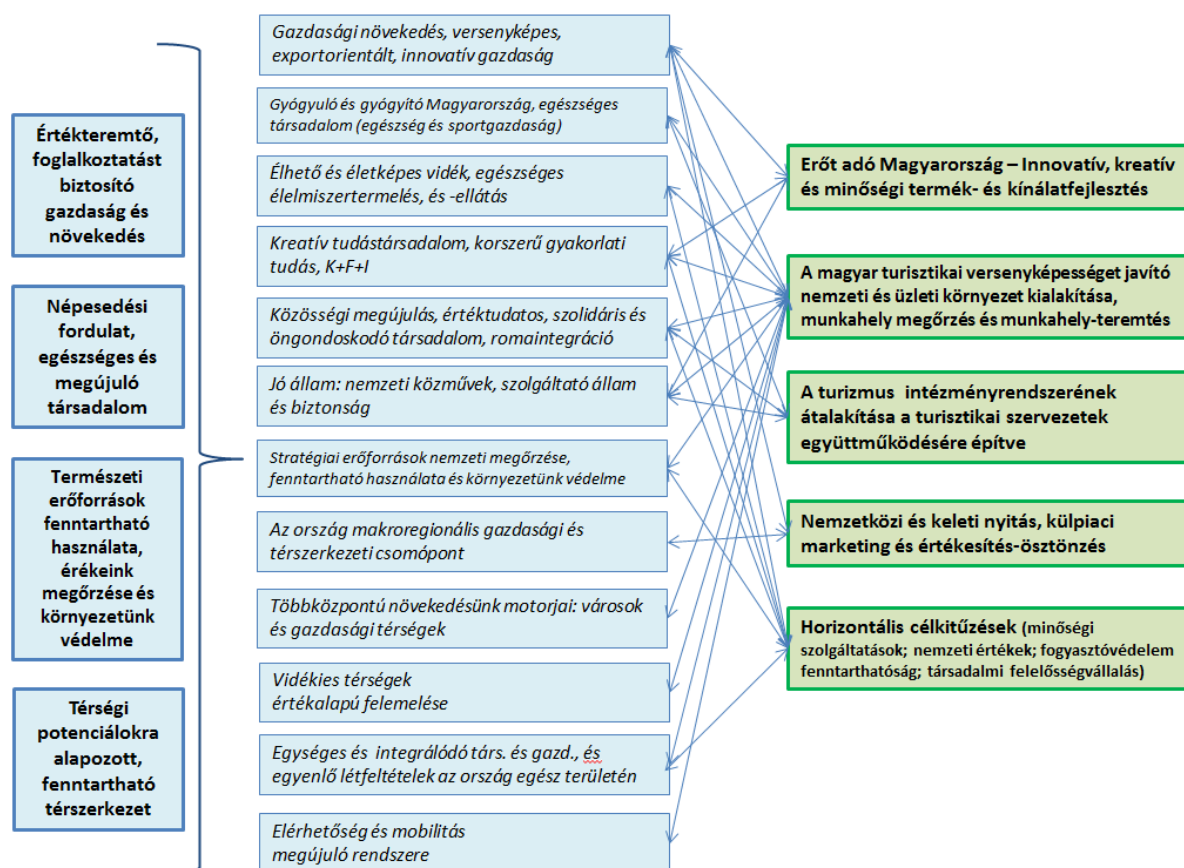 Értékteremtő,
foglalkoztatást
biztosító
gazdaság és
növekedés
Népesedési
fordulat,
egészséges és
megújuló
társadalom
Természeti
erőforrások
fenntartható
használata,
érékeink
megőrzése és
környezetünk
védelme
Térségi
potenciálokra
alapozott,
fenntartható
térszerkezet
Gazdasági növekedés, versenyképes,
exportorientált, innovatív gazdaság
Gyógyuló és gyógyító Magyarország, egészséges
társadalom (egészség és sportgazdaság)
Élhető és életképes vidék, egészséges
élelmiszertermelés, és -ellátás
Kreatív tudástársadalom, korszerű gyakorlati
tudás, K+F+I
Közösségi megújulás, értéktudatos, szolidáris és
öngondoskodó társadalom, romaintegráció
Jó állam: nemzeti közművek, szolgáltató állam
és biztonság
Stratégiai erőforrások nemzeti megőrzése,
fenntartható használata és környezetünk védelme
Az ország makroregionális gazdasági és
térszerkezeti csomópont
Többközpontú növekedésünk motorjai: városok
és gazdasági térségek
Vidékies térségek
értékalapú felemelése
Egységes és integrálódó társ. és gazd., és
egyenlő létfeltételek az ország egész területén
Elérhetőség és mobilitás
megújuló rendszere
Erőt adó Magyarország – Innovatív, kreatív
és minőségi termék- és kínálatfejlesztés
A magyar turisztikai versenyképességet javító
nemzeti és üzleti környezet kialakítása,
munkahely megőrzés és munkahely-teremtés
A turizmus intézményrendszerének
átalakítása a turisztikai szervezetek
együttműködésére építve
Nemzetközi és keleti nyitás, külpiaci
marketing és értékesítés-ösztönzés
Horizontális célkitűzések (minőségi
szolgáltatások; nemzeti értékek; fogyasztóvédelem
fenntarthatóság; társadalmi felelősségvállalás)